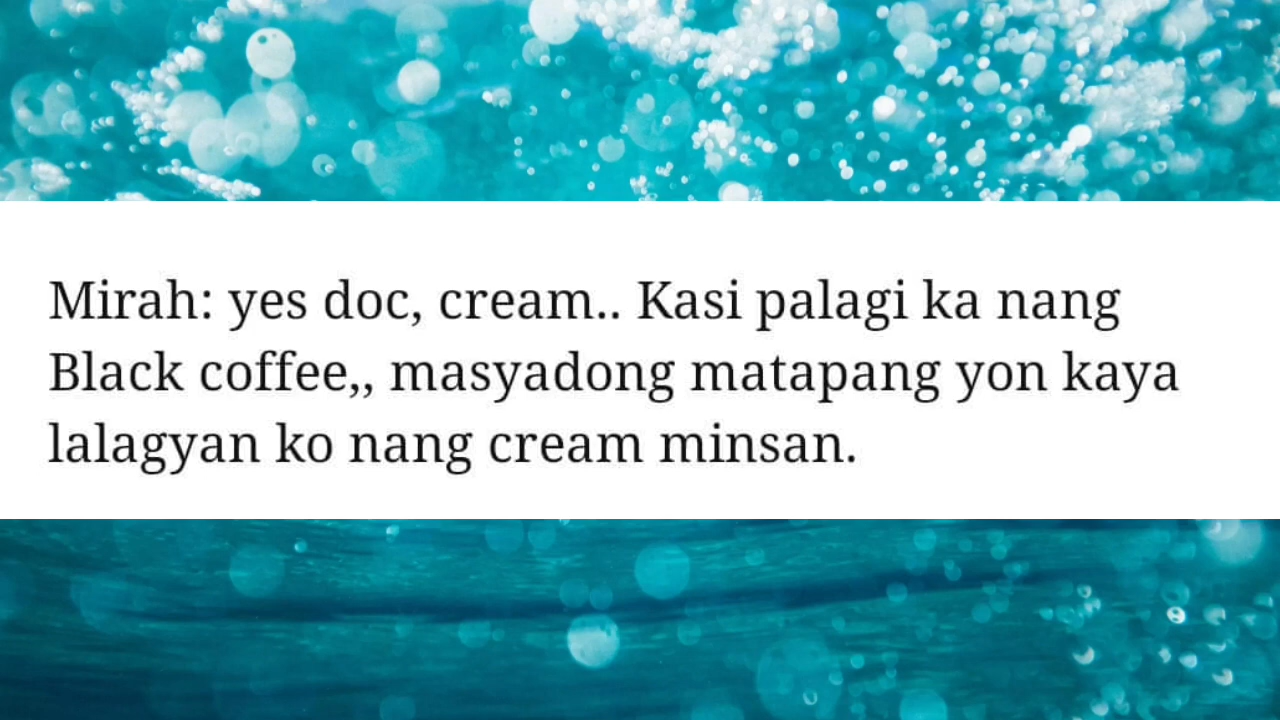 Mirah: yes doc, cream.. Kasi palagi ka nang
Black coffee,, masyadong matapang yon kaya
lalagyan ko nang cream minsan.